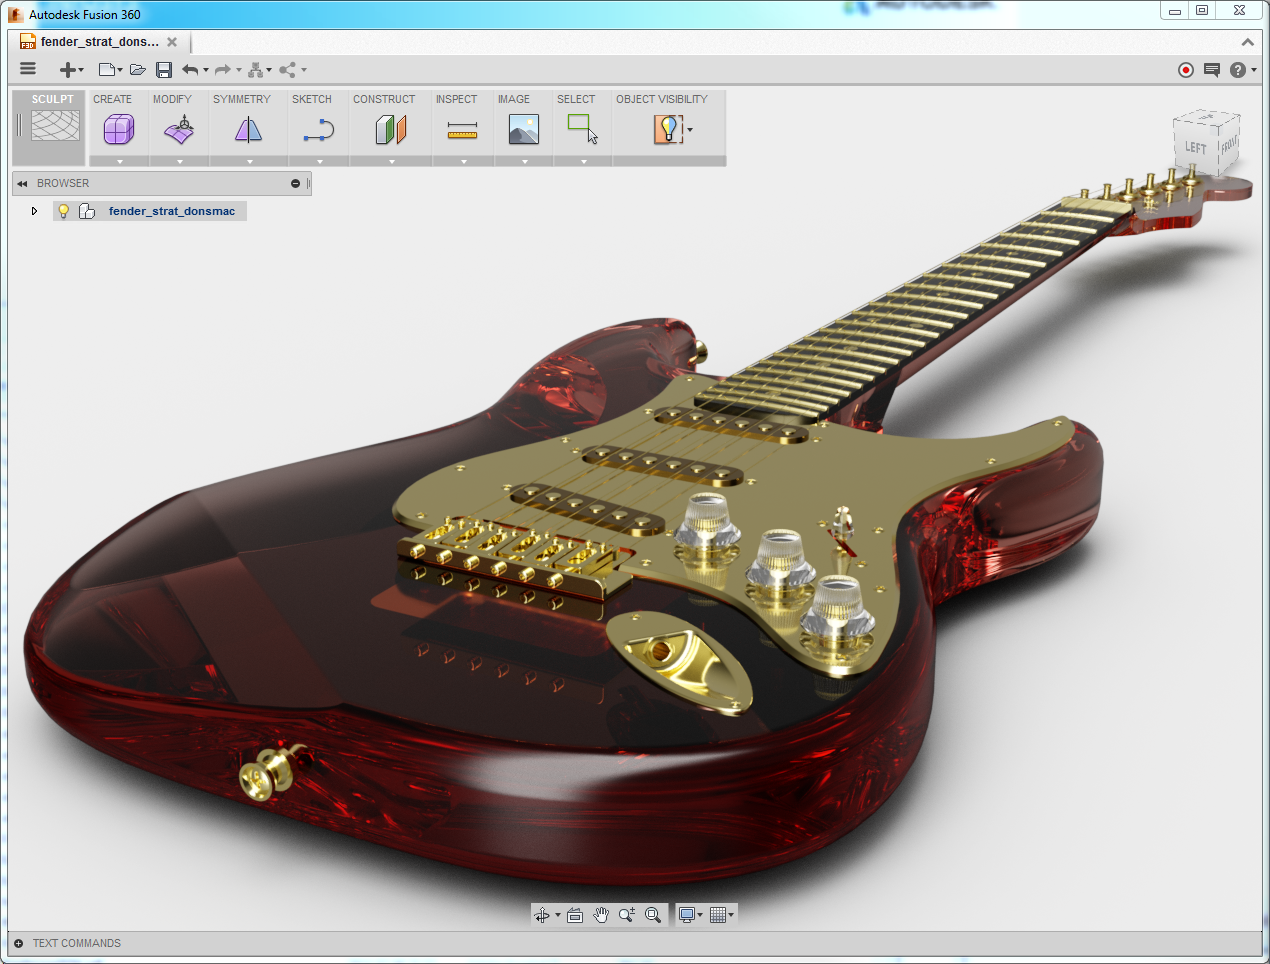 Autodesk Fusion 360
AUTODESK
fender_strat_dons...
SCULPT
CREATE
MODIFY
SYMMETRY
SKETCH
CONSTRUCT
INSPECT
IMAGE
SELECT
OBJECT VISIBILITY
LEFT
FRONT
BROWSER
fender_strat_donsmac
TEXT COMMANDS